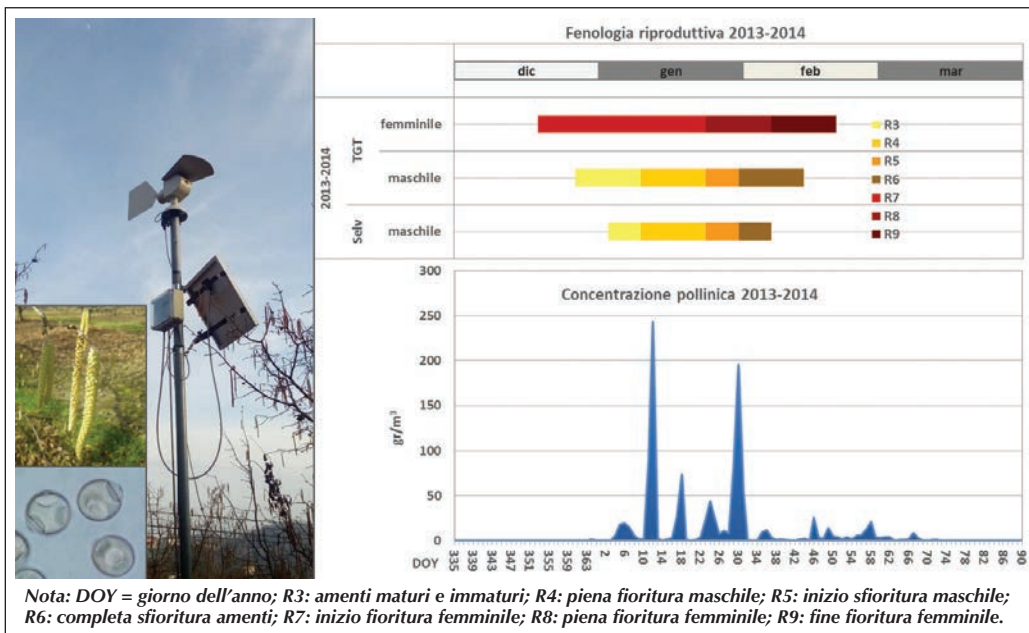 Fenologia riproduttiva 2013-2014
dic gen feb mar
2013-2014
TGT
femminile
maschile
Selv
maschile
R3
R4
R5
R6
R7
R8
R9
Concentrazione pollinica 2013-2014
gr/m³
300
250
200
150
100
50
0
DOY
335 339 343 347 351 355 359 363 2 6 10 14 18 22 26 30 34 38 42 46 50 54 58 62 66 70 74 78 82 86 90
Nota: DOY = giorno dell'anno; R3: amenti maturi e immaturi; R4: piena fioritura maschile; R5: inizio sfioritura maschile;
R6: completa sfioritura amenti; R7: inizio fioritura femminile; R8: piena fioritura femminile; R9: fine fioritura femminile.